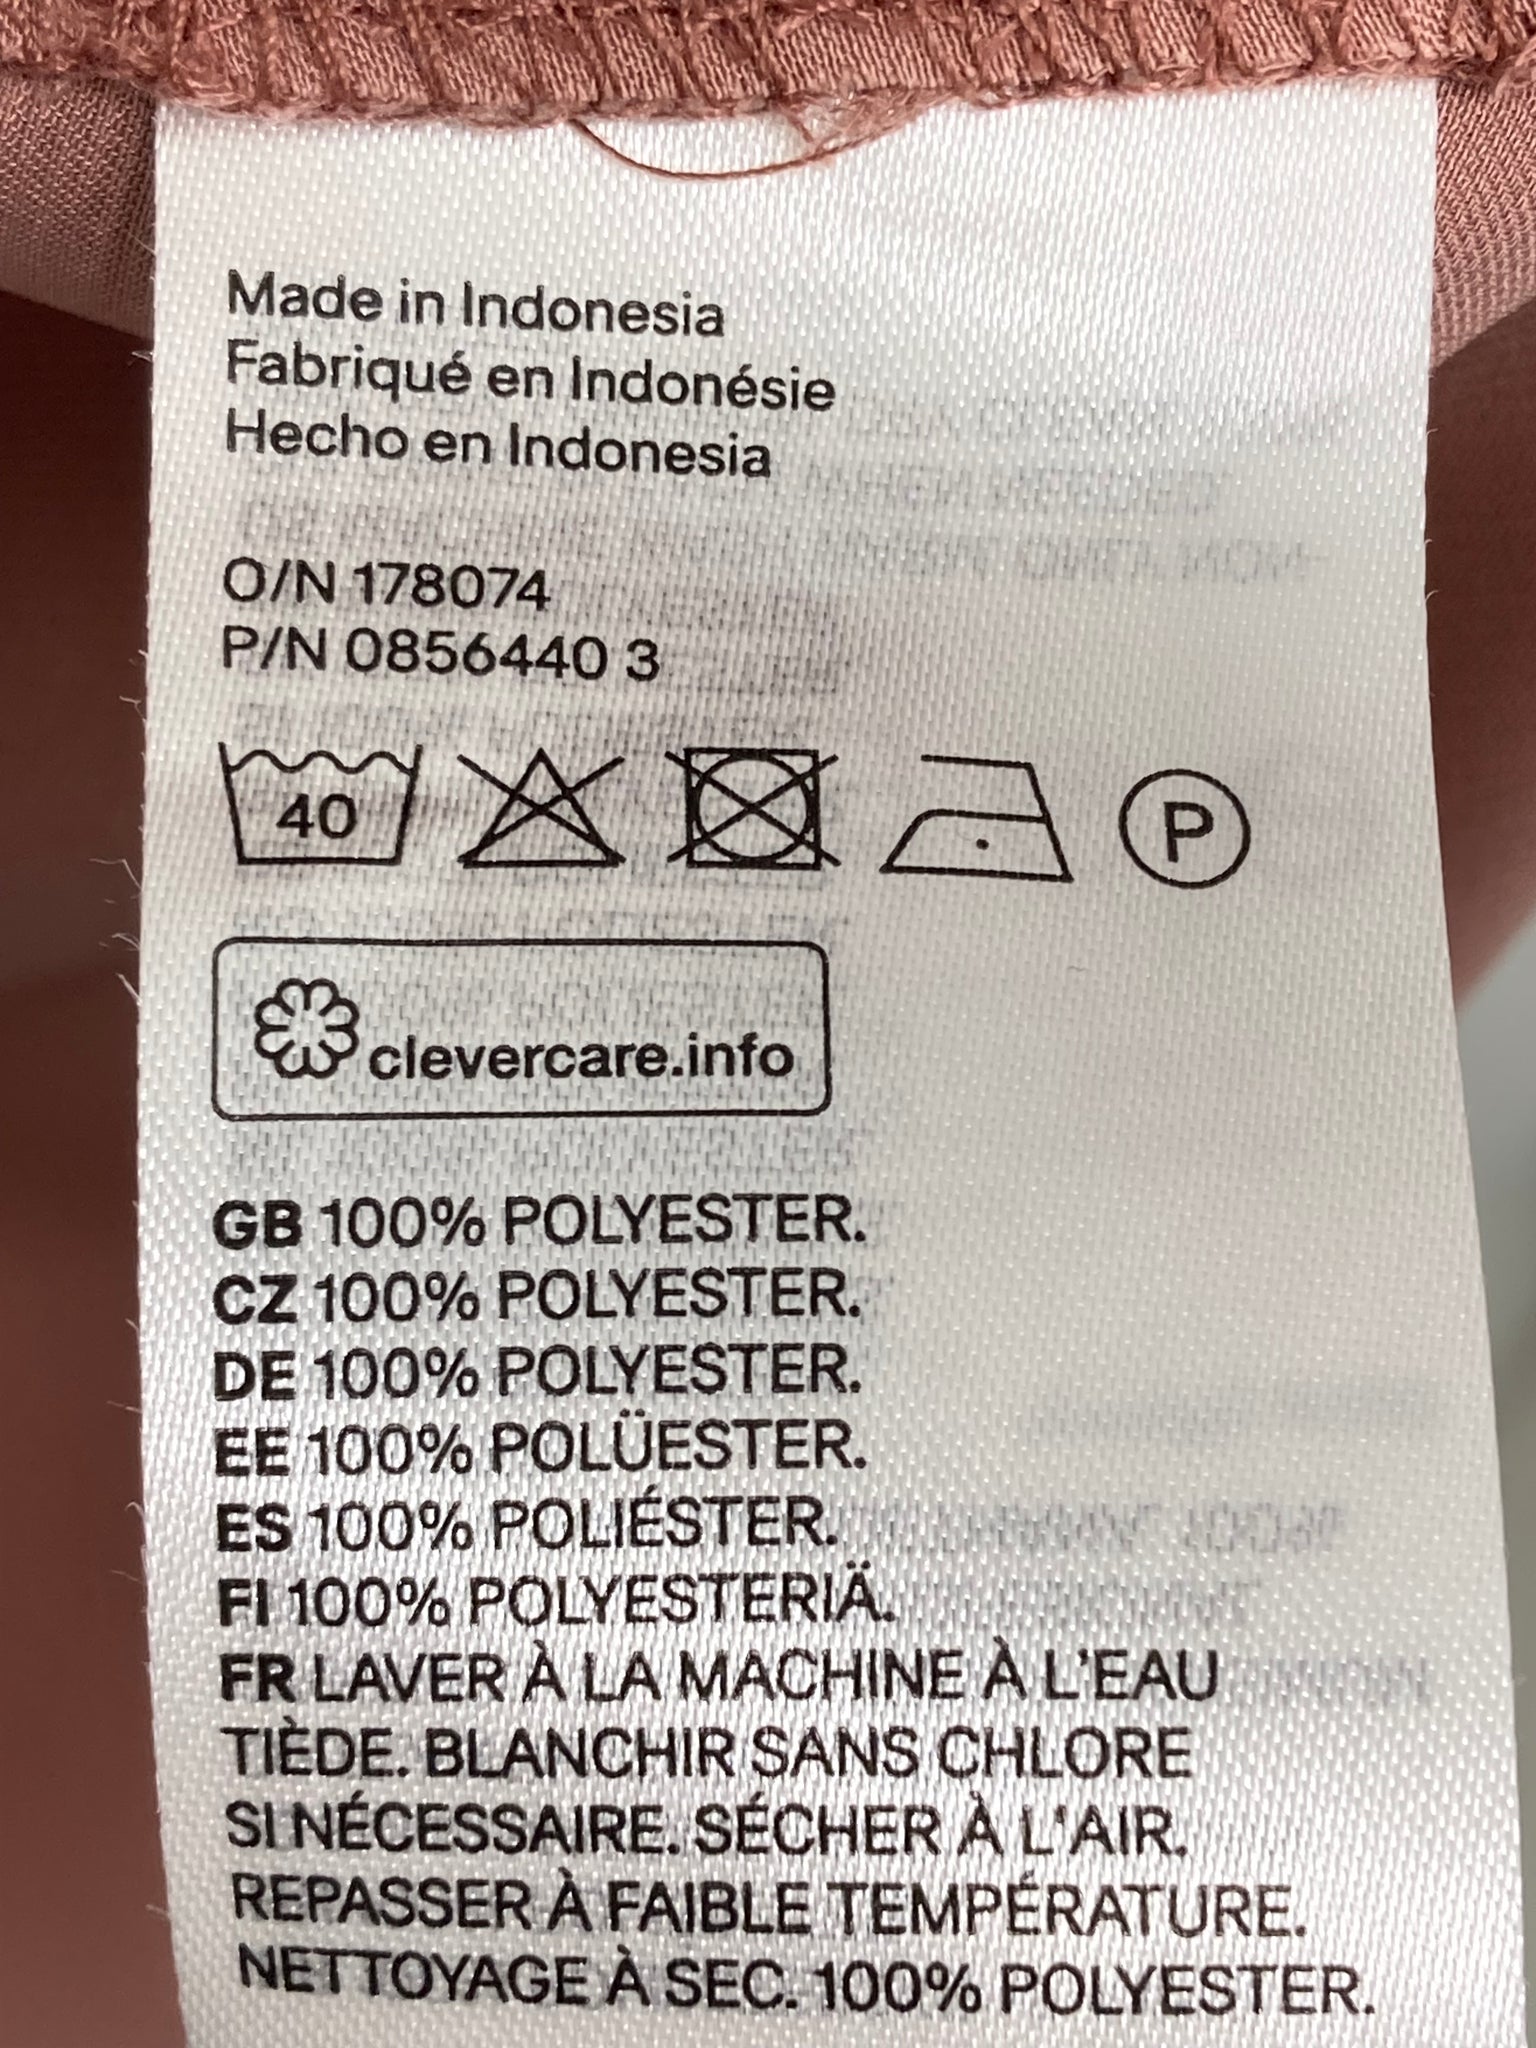 Made in Indonesia
Fabriqué en Indonésie
Hecho en Indonesia
O/N 178074
P/N 0856440 3
40
P
clevercare.info
GB 100% POLYESTER.
CZ 100% POLYESTER.
DE 100% POLYESTER.
EE 100% POLÜESTER.
ES 100% POLIÉSTER.
FI 100% POLYESTERIÄ.
FR LAVER À LA MACHINE À L'EAU
TIÈDE. BLANCHIR SANS CHLORE
SI NÉCESSAIRE. SÉCHER À L'AIR.
REPASSER À FAIBLE TEMPÉRATURE.
NETTOYAGE À SEC. 100% POLYESTER.